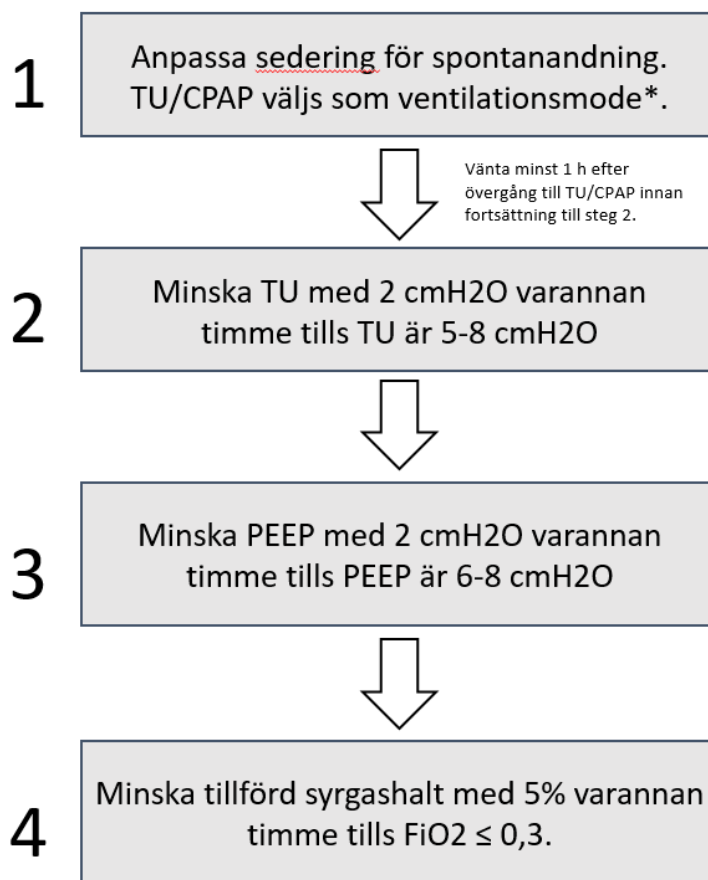 1
Anpassa sedering för spontanandning.
TU/CPAP väljs som ventilationsmode*.
Vänta minst 1 h efter
övergång till TU/CPAP innan
fortsättning till steg 2.
2
Minska TU med 2 cmH2O varannan
timme tills TU är 5-8 cmH2O
3
Minska PEEP med 2 cmH2O varannan
timme tills PEEP är 6-8 cmH2O
4
Minska tillförd syrgashalt med 5% varannan
timme tills FiO2 ≤ 0,3.